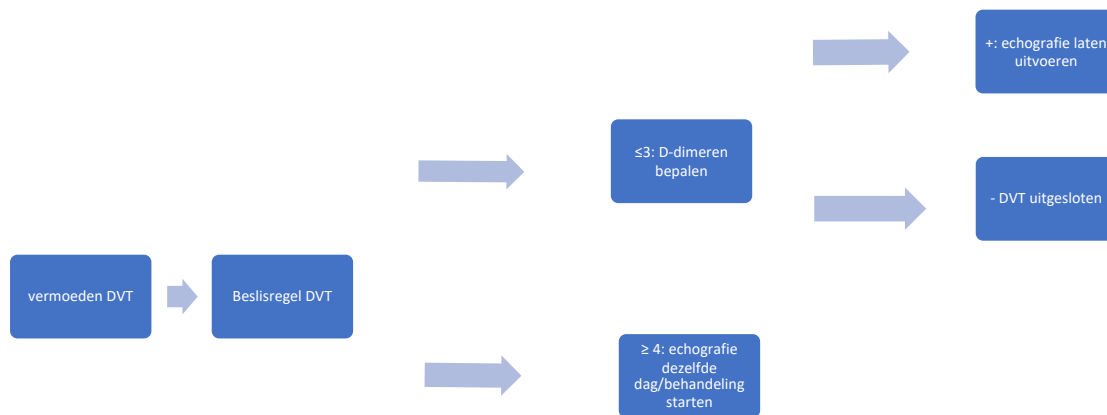 +: echografie laten
uitvoeren
≤3: D-dimeren
bepalen
- DVT uitgesloten
vermoeden DVT
Beslisregel DVT
≥ 4: echografie
dezelfde
dag/behandeling
starten